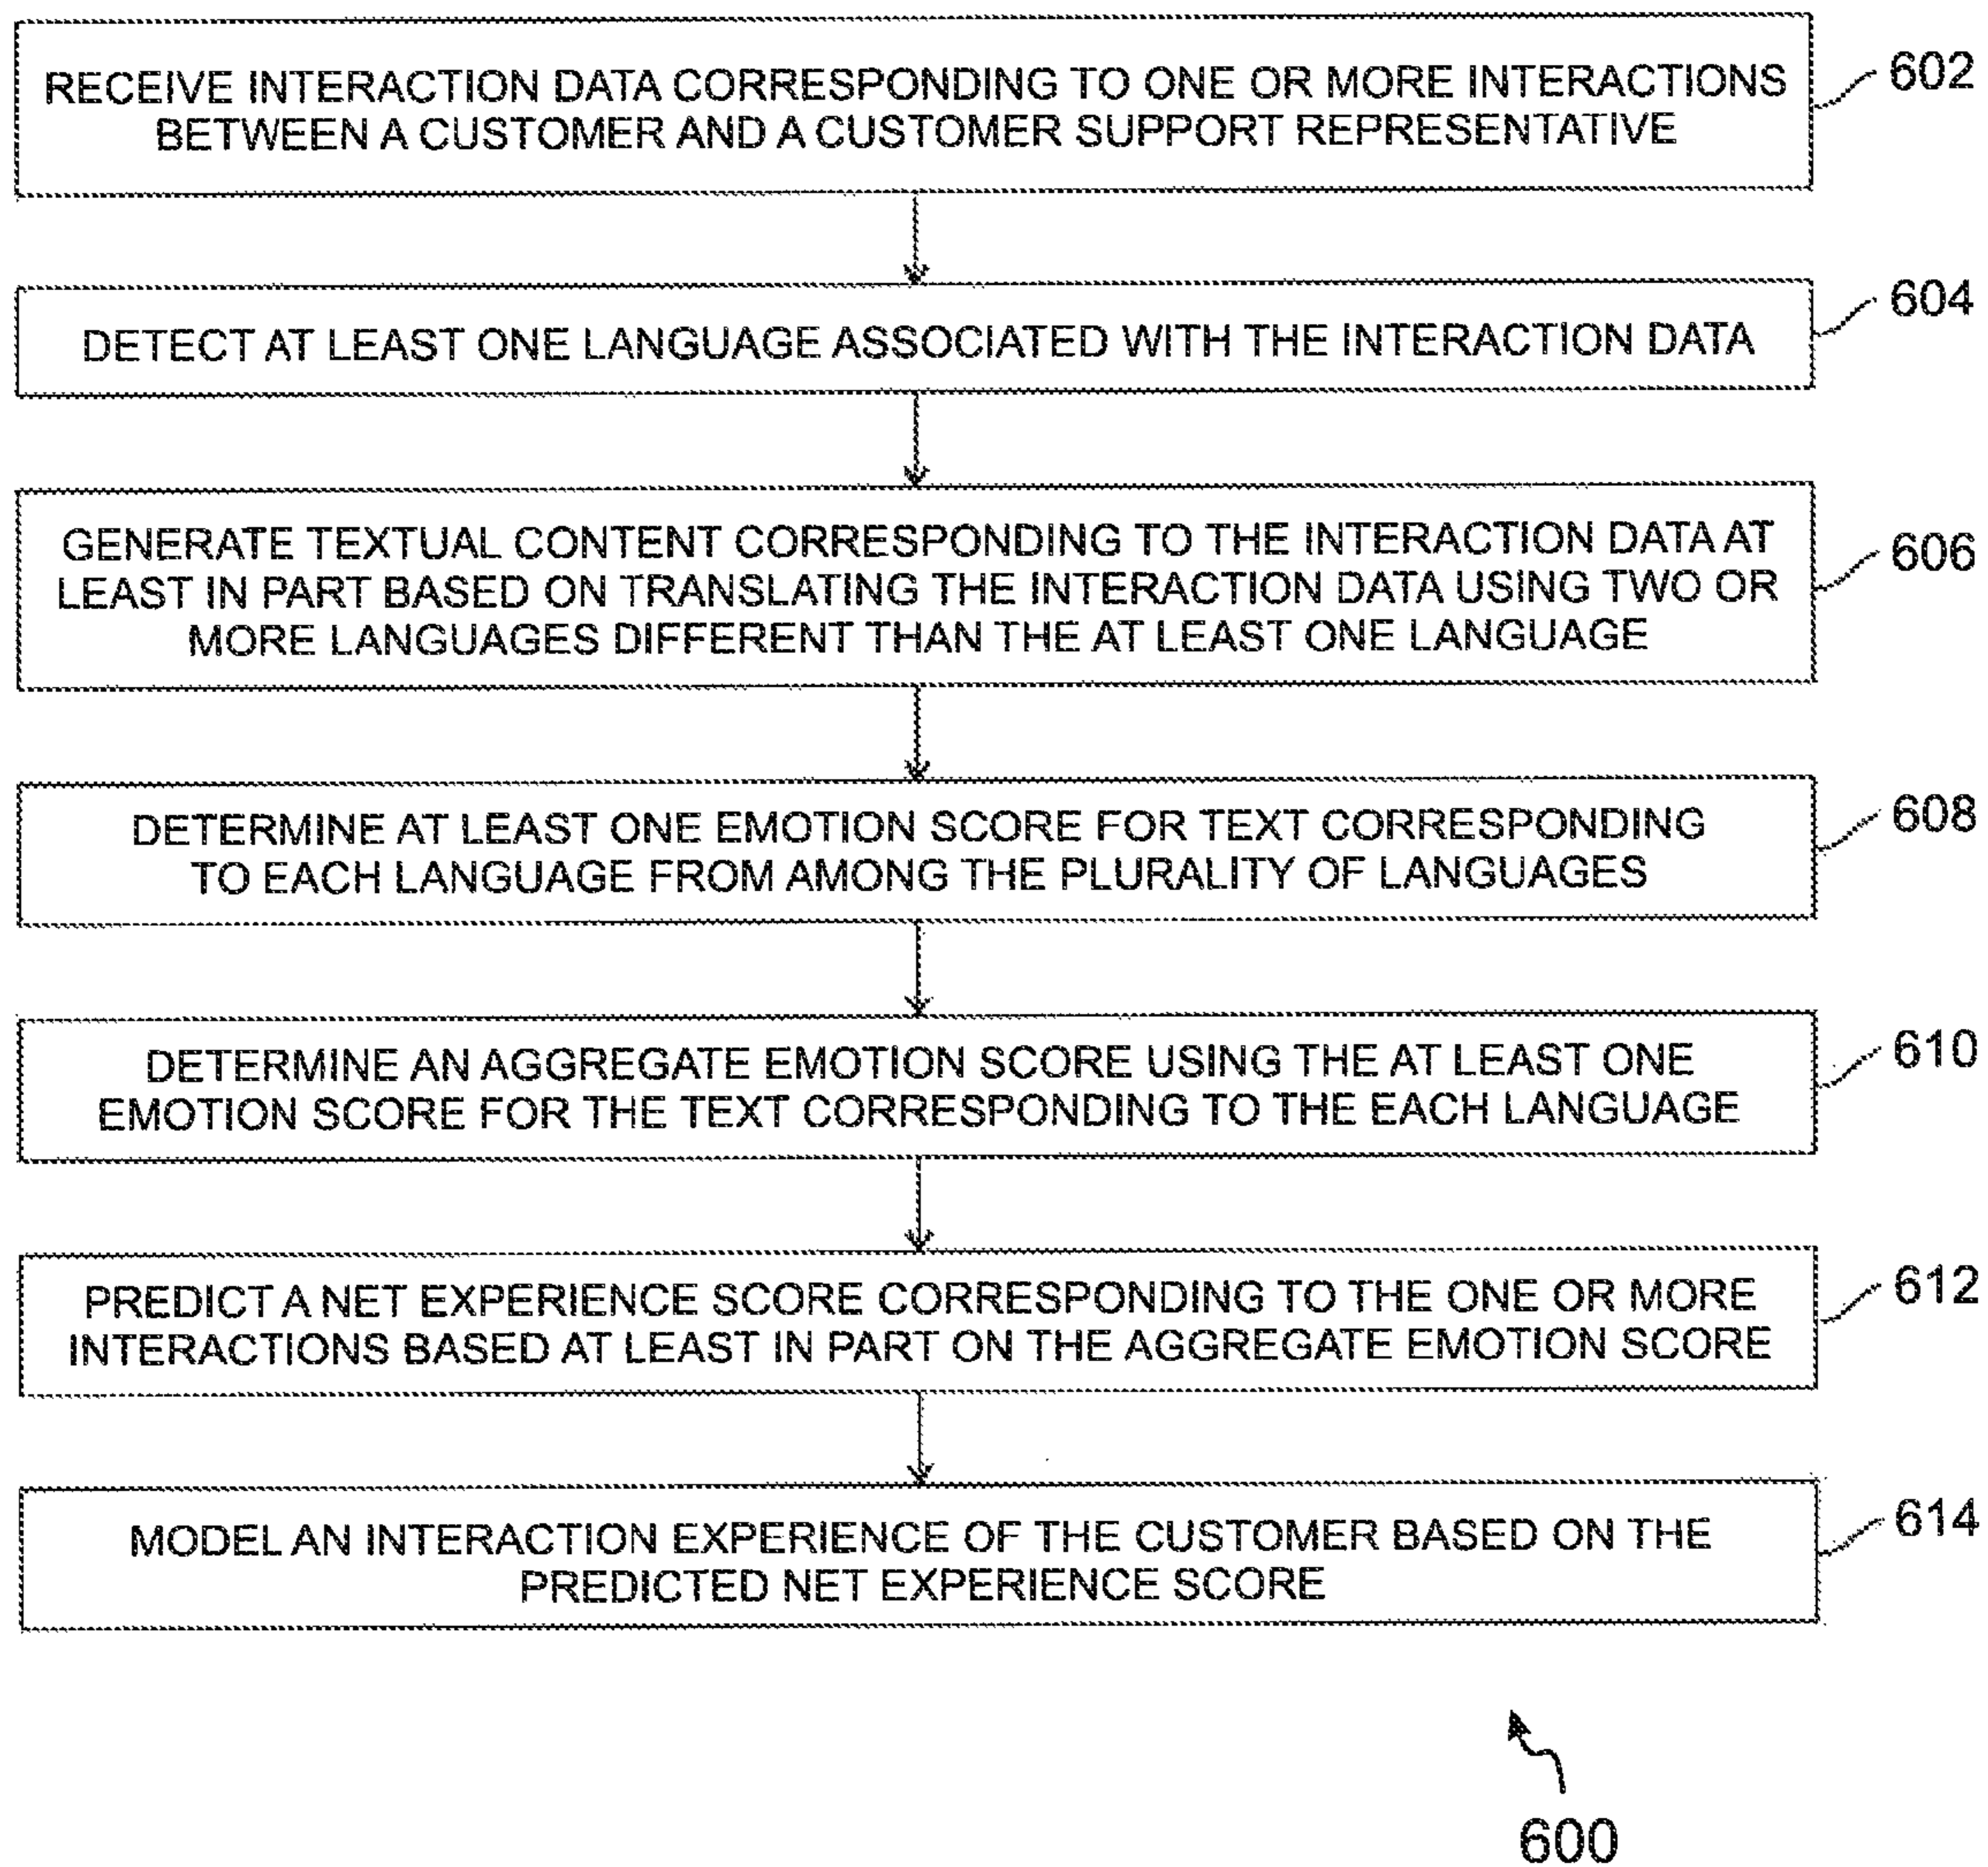 RECEIVE INTERACTION DATA CORRESPONDING TO ONE OR MORE INTERACTIONS
BETWEEN A CUSTOMER AND A CUSTOMER SUPPORT REPRESENTATIVE
602
DETECT AT LEAST ONE LANGUAGE ASSOCIATED WITH THE INTERACTION DATA
604
GENERATE TEXTUAL CONTENT CORRESPONDING TO THE INTERACTION DATA AT
LEAST IN PART BASED ON TRANSLATING THE INTERACTION DATA USING TWO OR
MORE LANGUAGES DIFFERENT THAN THE AT LEAST ONE LANGUAGE
606
DETERMINE AT LEAST ONE EMOTION SCORE FOR TEXT CORRESPONDING
TO EACH LANGUAGE FROM AMONG THE PLURALITY OF LANGUAGES
608
DETERMINE AN AGGREGATE EMOTION SCORE USING THE AT LEAST ONE
EMOTION SCORE FOR THE TEXT CORRESPONDING TO THE EACH LANGUAGE
610
PREDICT A NET EXPERIENCE SCORE CORRESPONDING TO THE ONE OR MORE
INTERACTIONS BASED AT LEAST IN PART ON THE AGGREGATE EMOTION SCORE
612
MODEL AN INTERACTION EXPERIENCE OF THE CUSTOMER BASED ON THE
PREDICTED NET EXPERIENCE SCORE
614
600